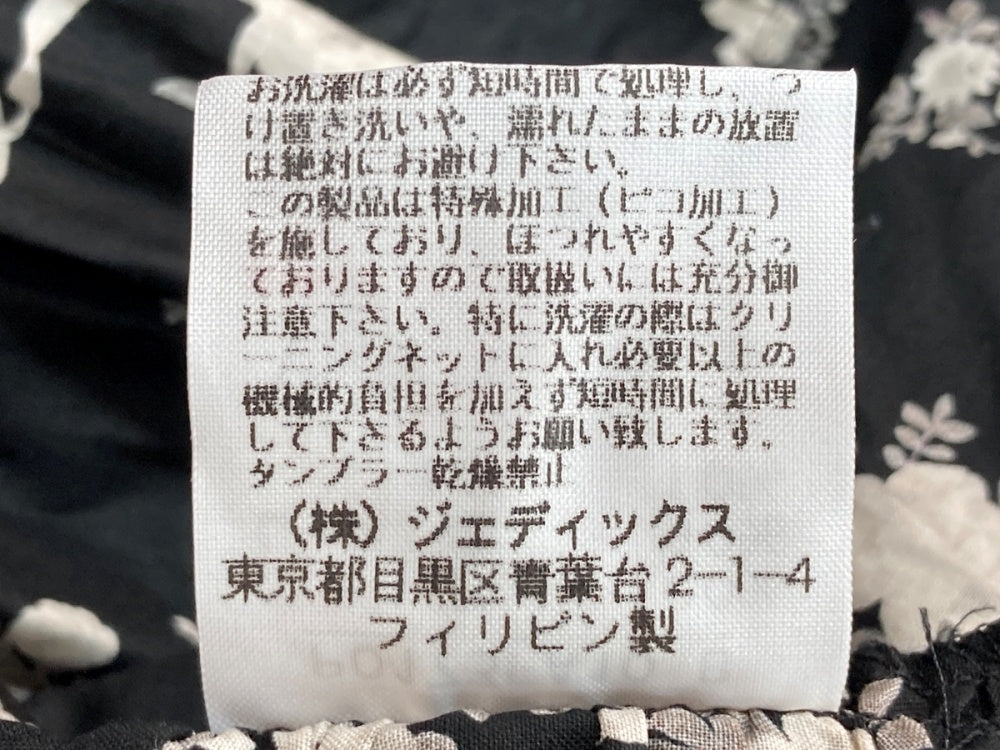 お洗濯は必ず短時間で処理し、つ
け置き洗いや、濡れたままの放置
は絶対にお避け下さい。
この製品は特殊加工（ピコ加工）
を施しており、ほつれやすくなっ
ておりますので取扱いには充分御
注意下さい。特に洗濯の際はクリ
ーニングネットに入れ必要以上の
機械的負担を加えず短時間に処理
して下さるようお願い致します。
タンブラー乾燥禁止
（株）ジェディックス
東京都目黒区青葉台2-1-4
フィリピン製